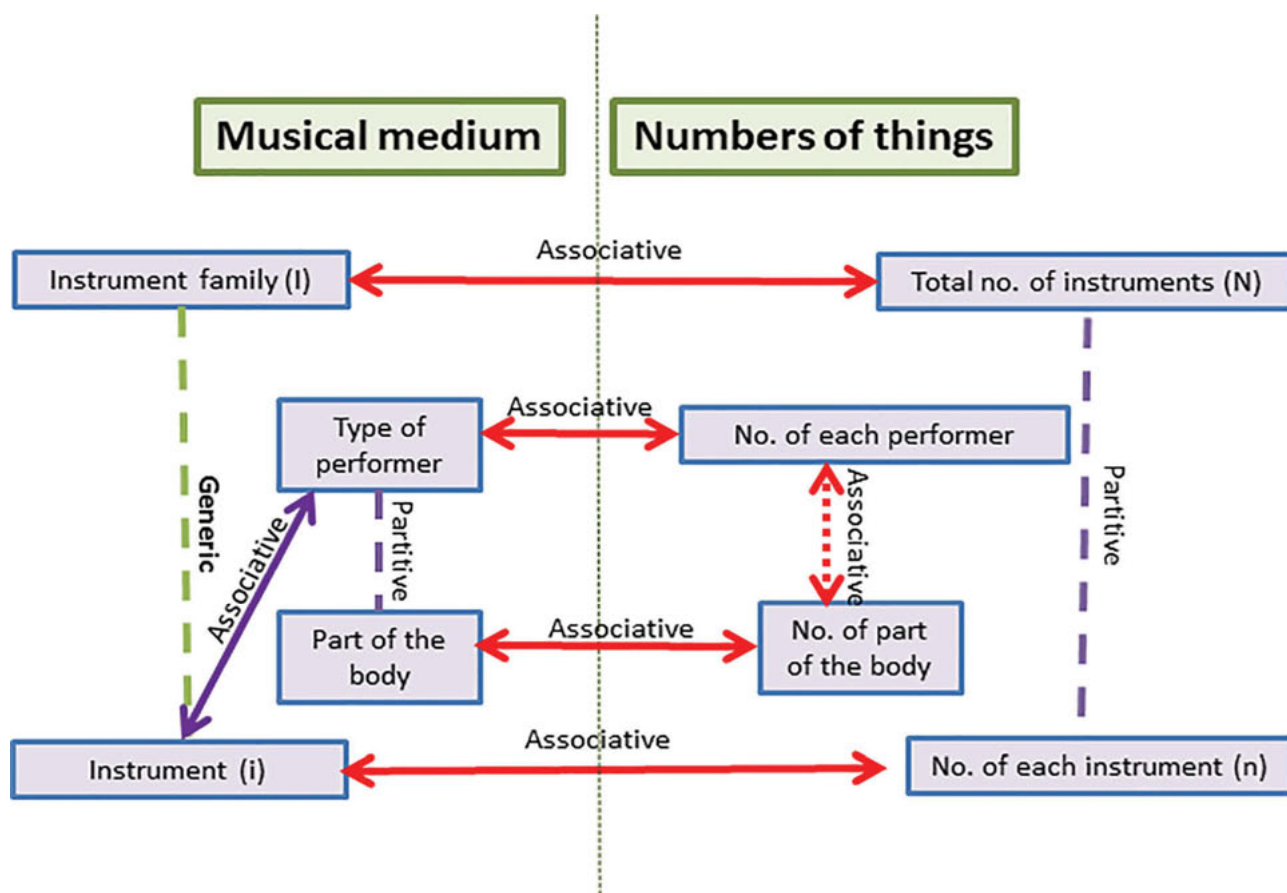 Musical medium
Numbers of things
Associative
Instrument family (I)
Total no. of instruments (N)
Associative
Type of
performer
No. of each performer
Generic
Associative
Partitive
Associative
Partitive
Associative
Part of the
body
No. of part
of the body
Associative
Instrument (i)
No. of each instrument (n)